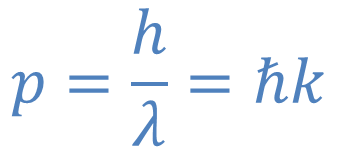 p = h/λ = ħk